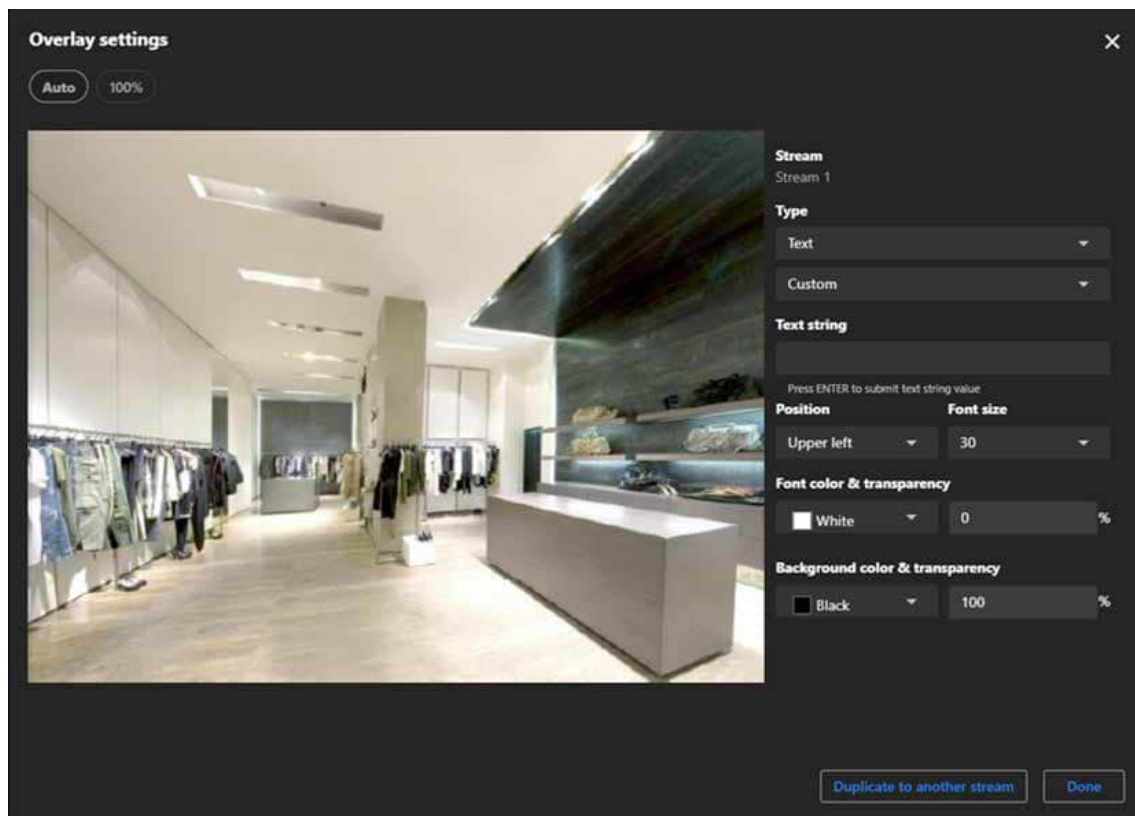 Overlay settings
Auto 100%
Stream
Stream 1
Type
Text
Custom
Text string
Press ENTER to submit text string value
Position Font size
Upper left 30
Font color & transparency
White 0 %
Background color & transparency
Black 100 %
Duplicate to another stream Done